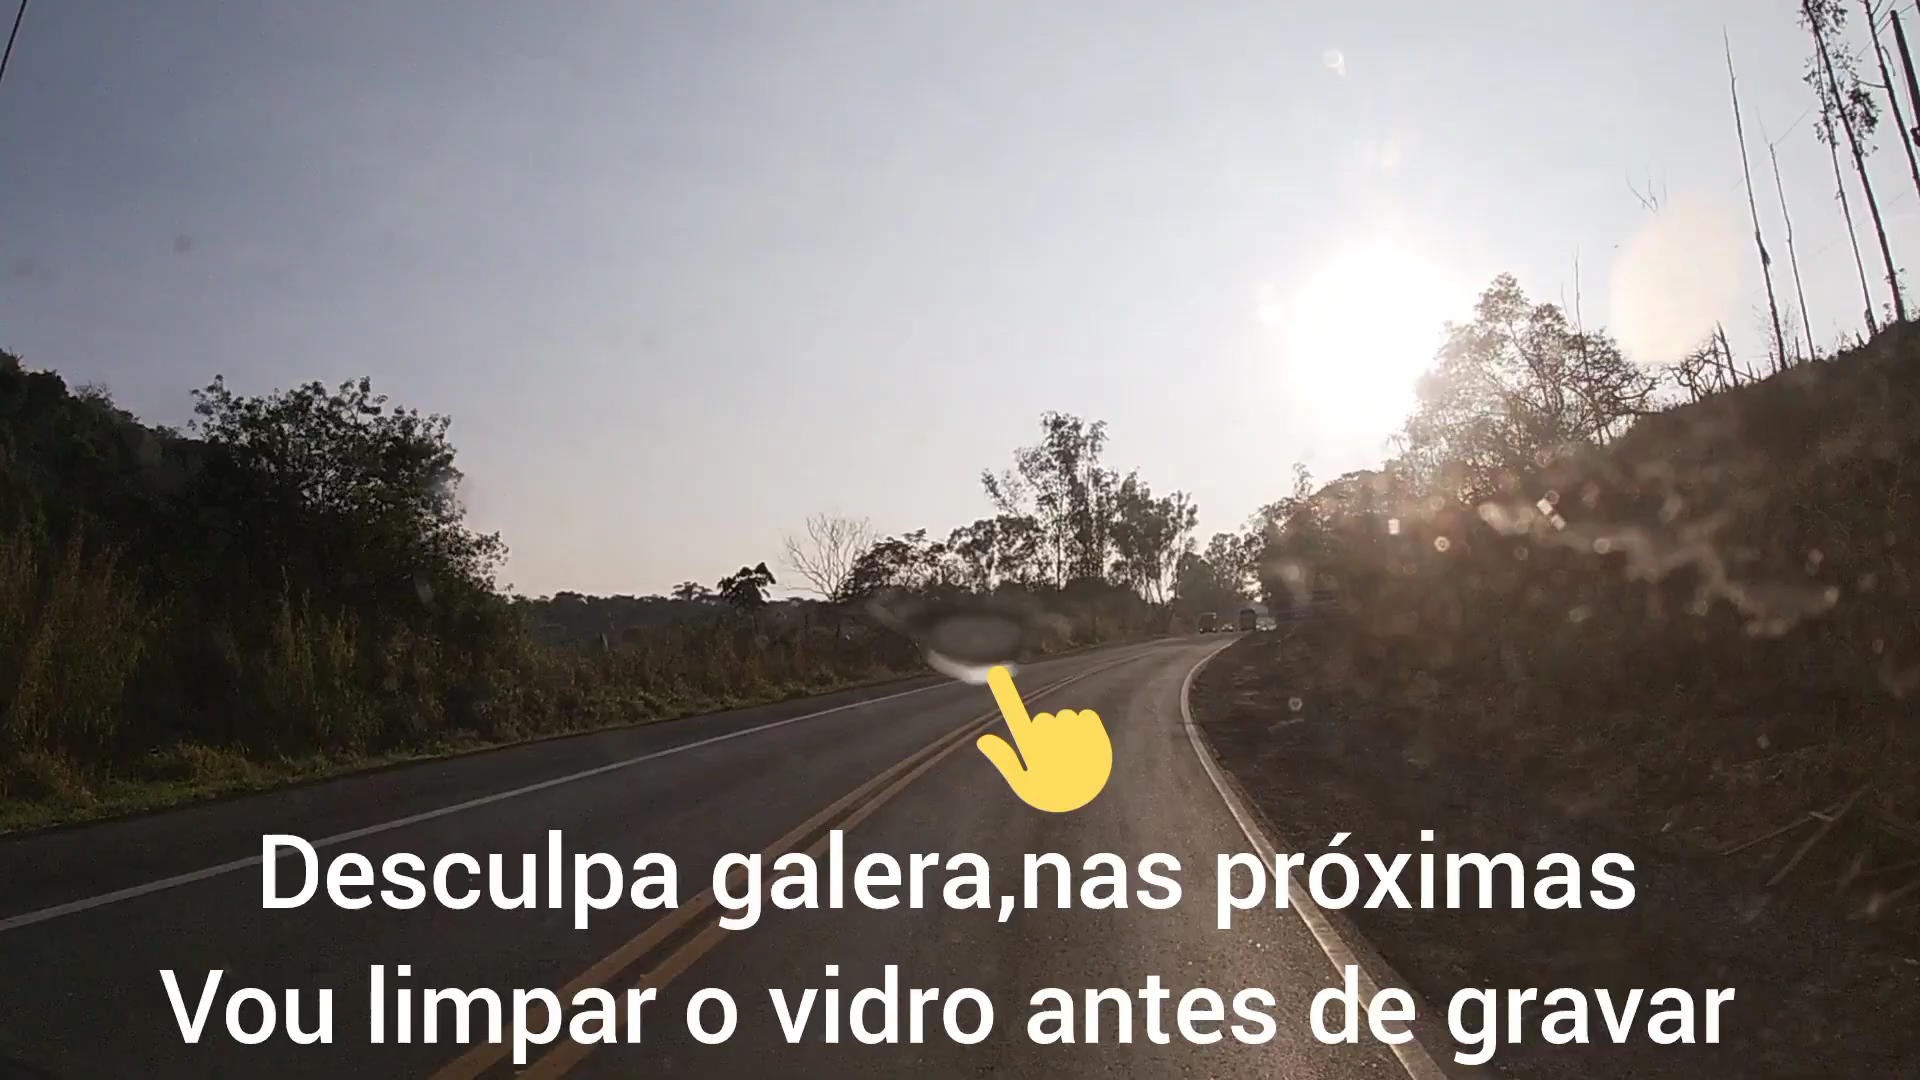 Desculpa galera,nas próximas
Vou limpar o vidro antes de gravar